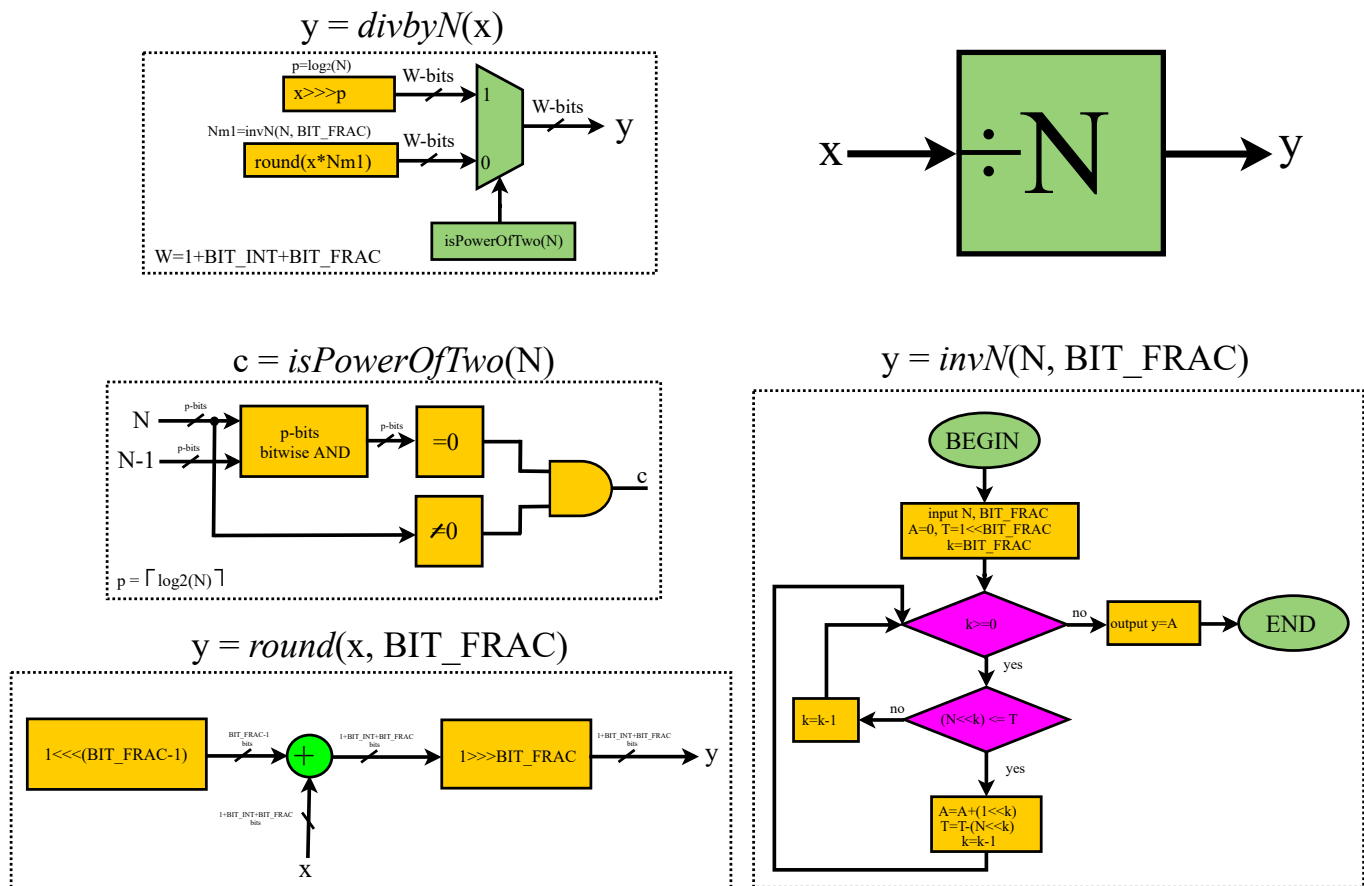 y = divbyN(x)
p=log2(N)
x>>>p
W-bits
1
Nm1=invN(N, BIT_FRAC)
round(x*Nm1)
W-bits
0
W-bits
y
isPowerOfTwo(N)
W=1+BIT_INT+BIT_FRAC
x
÷N
y
c = isPowerOfTwo(N)
N
p-bits
N-1
p-bits
p-bits
bitwise AND
p-bits
=0
≠0
c
p = ⌈log2(N)⌉
y = round(x, BIT_FRAC)
1<<<(BIT_FRAC-1)
BIT_FRAC-1
bits
+
1+BIT_INT+BIT_FRAC
bits
1>>>BIT_FRAC
1+BIT_INT+BIT_FRAC
bits
y
1+BIT_INT+BIT_FRAC
bits
x
y = invN(N, BIT_FRAC)
BEGIN
input N, BIT_FRAC
A=0, T=1<<BIT_FRAC
k=BIT_FRAC
k>=0
no
output y=A
END
yes
(N<<k) <= T
no
k=k-1
yes
A=A+(1<<k)
T=T-(N<<k)
k=k-1